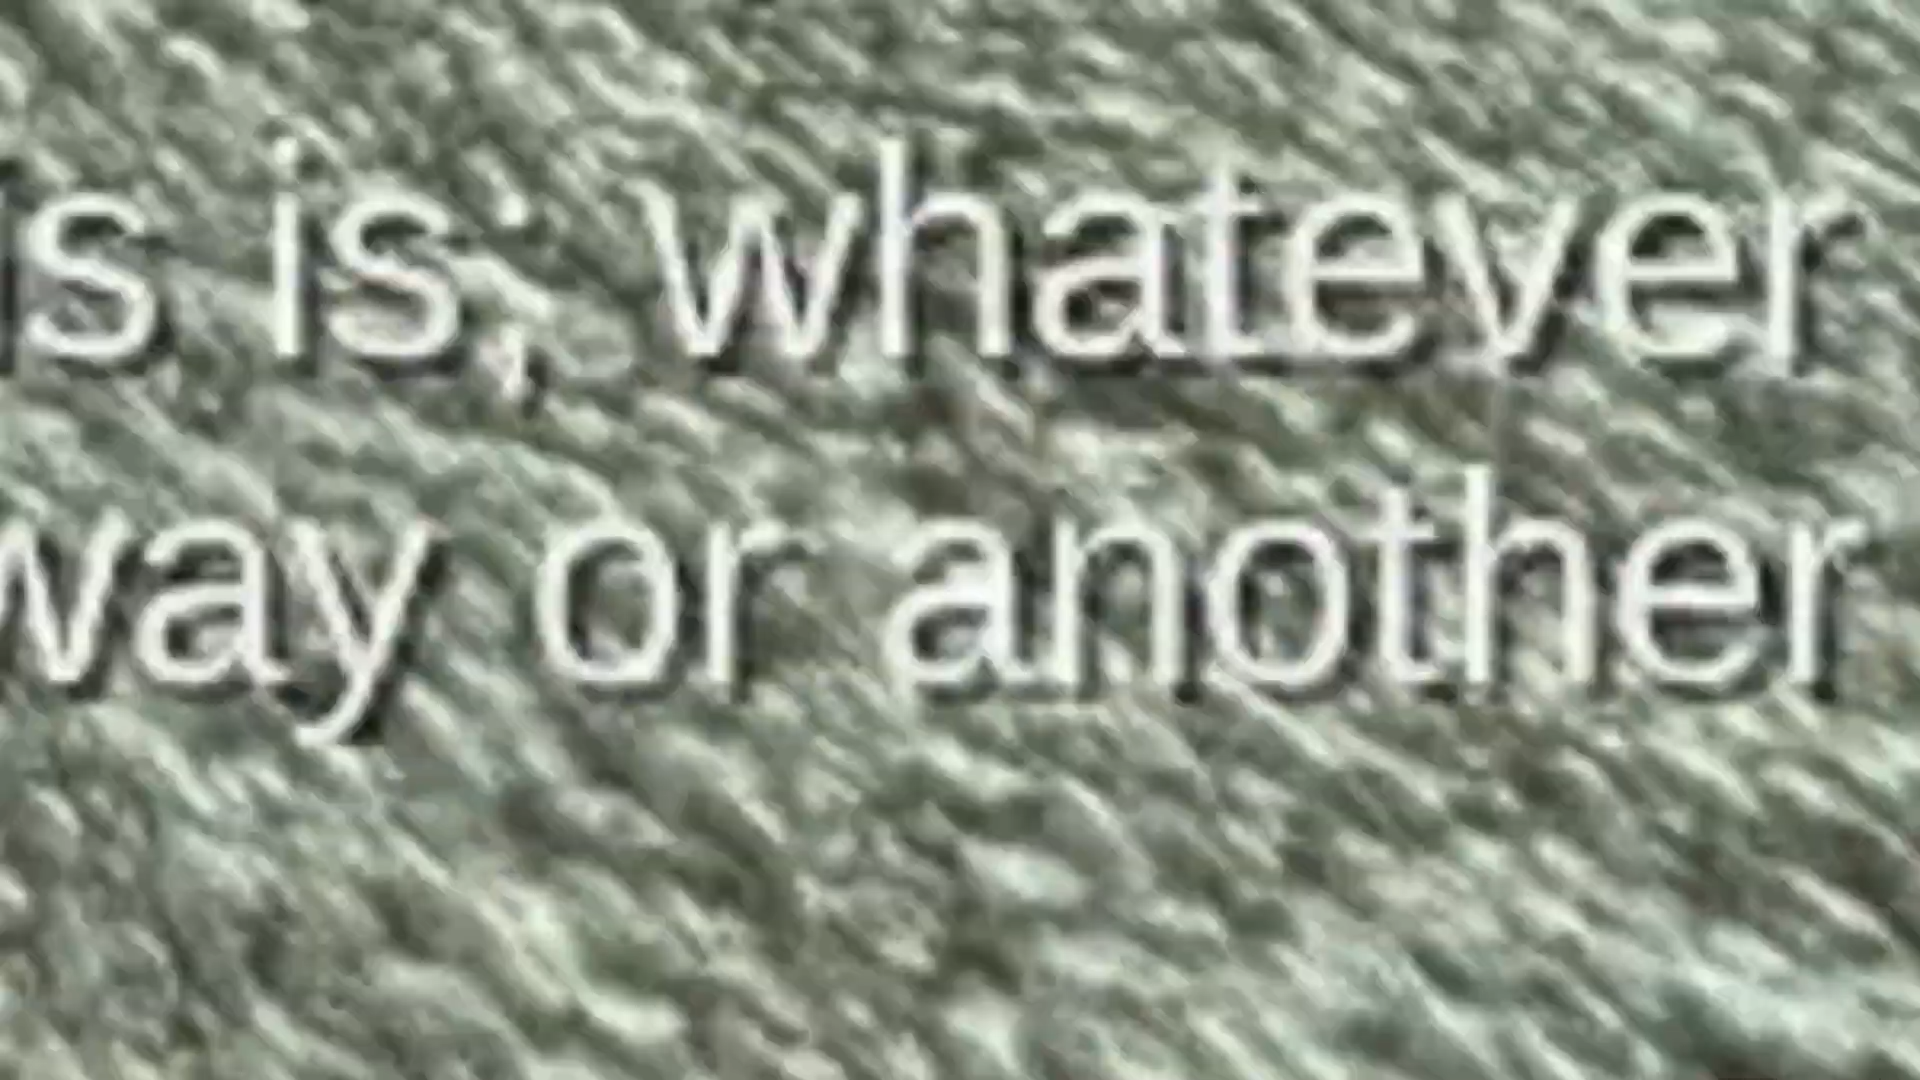 is is, whatever
way or another